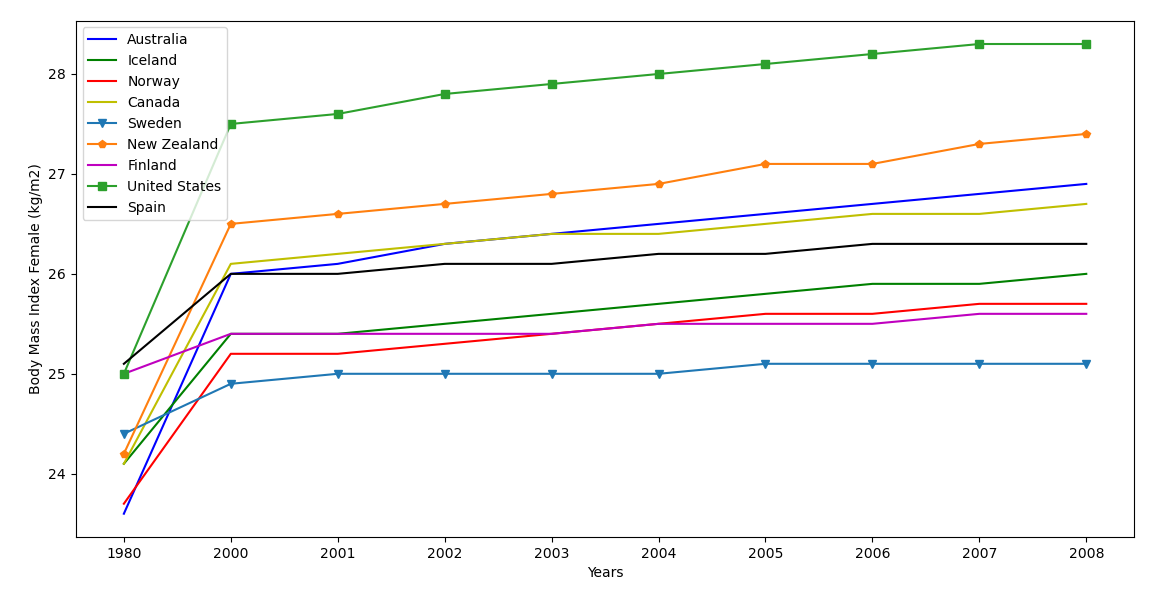 Australia
Iceland
Norway
Canada
Sweden
New Zealand
Finland
United States
Spain
28
27
26
25
24
Body Mass Index Female (kg/m2)
1980 2000 2001 2002 2003 2004 2005 2006 2007 2008
Years